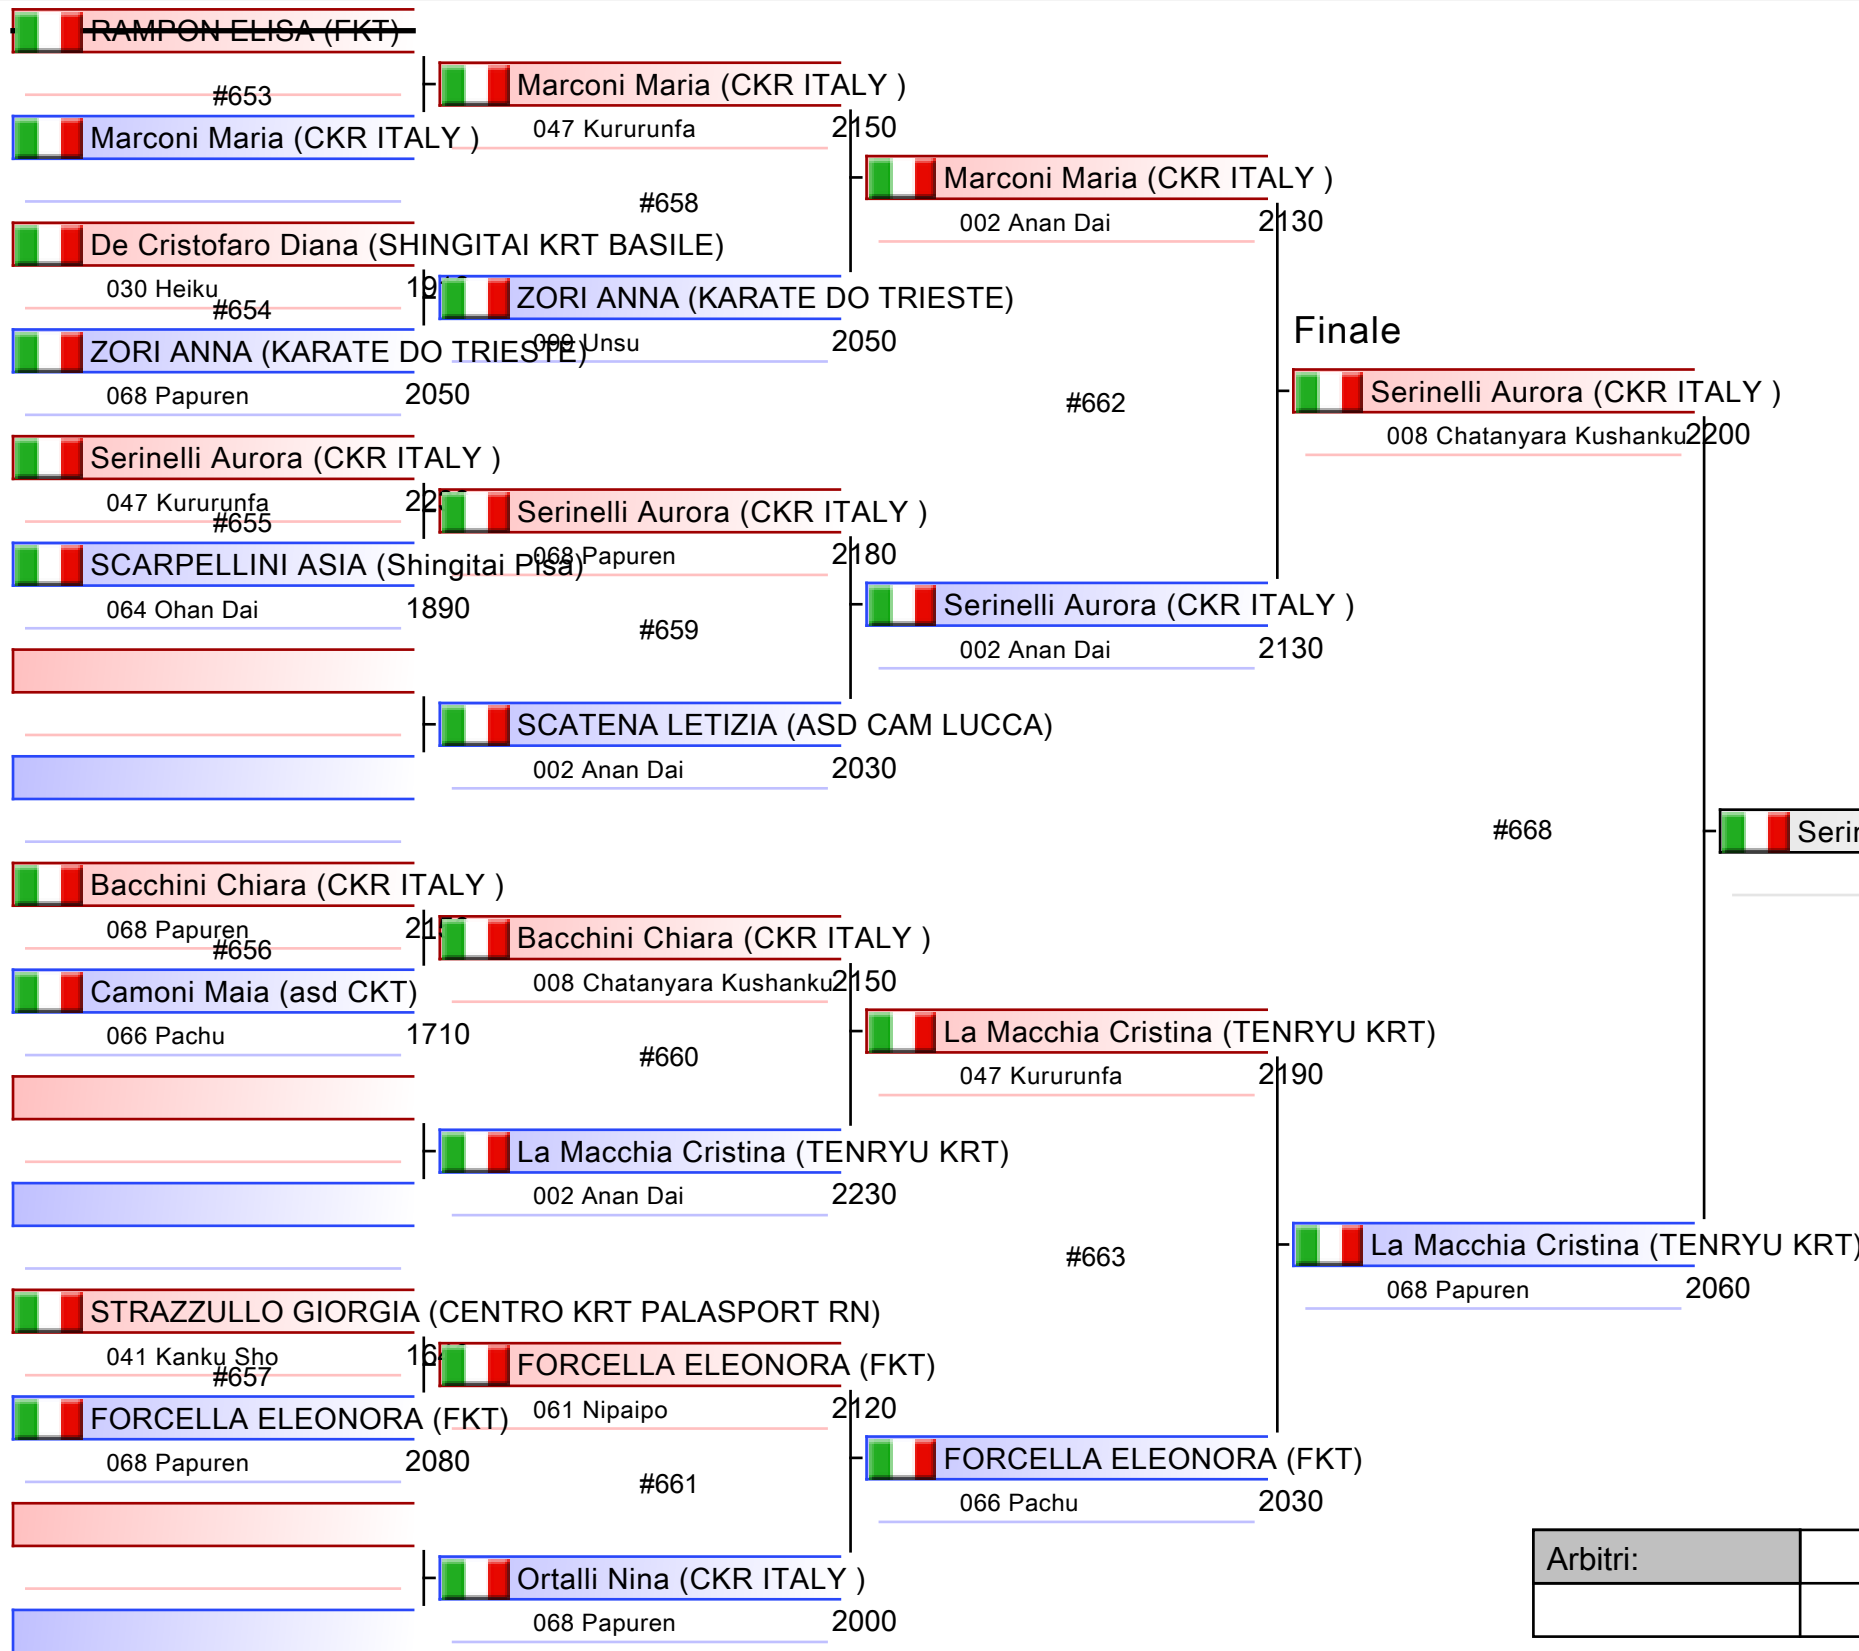 RAMPON ELISA (FKT)
#653
Marconi Maria (CKR ITALY )
De Cristofaro Diana (SHINGITAI KRT BASILE)
030 Heiku
#654
ZORI ANNA (KARATE DO TRIESTE)
068 Papuren 2050
Serinelli Aurora (CKR ITALY )
047 Kururunfa
#655
SCARPELLINI ASIA (Shingitai Pisa)
064 Ohan Dai 1890
Bacchini Chiara (CKR ITALY )
068 Papuren
#656
Camoni Maia (asd CKT)
066 Pachu 1710
STRAZZULLO GIORGIA (CENTRO KRT PALASPORT RN)
041 Kanku Sho
#657
FORCELLA ELEONORA (FKT)
068 Papuren 2080
Marconi Maria (CKR ITALY )
047 Kururunfa 2150
#658
ZORI ANNA (KARATE DO TRIESTE)
099 Unsu 2050
Serinelli Aurora (CKR ITALY )
068 Papuren 2180
#659
SCATENA LETIZIA (ASD CAM LUCCA)
002 Anan Dai 2030
Bacchini Chiara (CKR ITALY )
008 Chatanyara Kushanku 2150
#660
La Macchia Cristina (TENRYU KRT)
002 Anan Dai 2230
FORCELLA ELEONORA (FKT)
061 Nipaipo 2120
#661
Ortalli Nina (CKR ITALY )
068 Papuren 2000
Marconi Maria (CKR ITALY )
002 Anan Dai 2130
#662
Serinelli Aurora (CKR ITALY )
002 Anan Dai 2130
La Macchia Cristina (TENRYU KRT)
047 Kururunfa 2190
#663
FORCELLA ELEONORA (FKT)
066 Pachu 2030
Finale
Serinelli Aurora (CKR ITALY )
008 Chatanyara Kushanku 2200
#668
La Macchia Cristina (TENRYU KRT)
068 Papuren 2060
Arbitri: